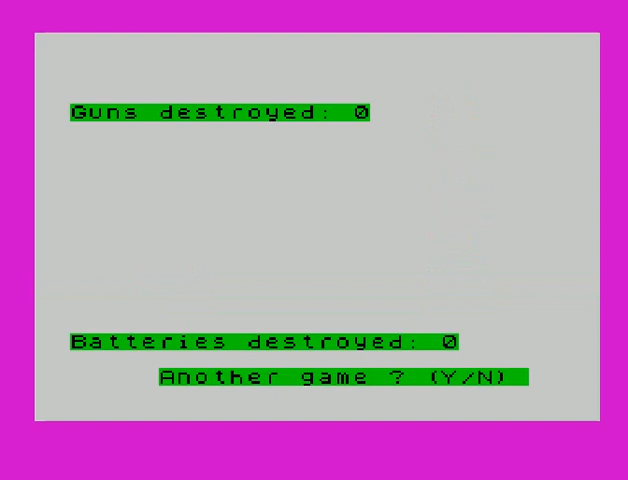 Guns destroyed: 0
Batteries destroyed: 0
Another game ? (Y/N)